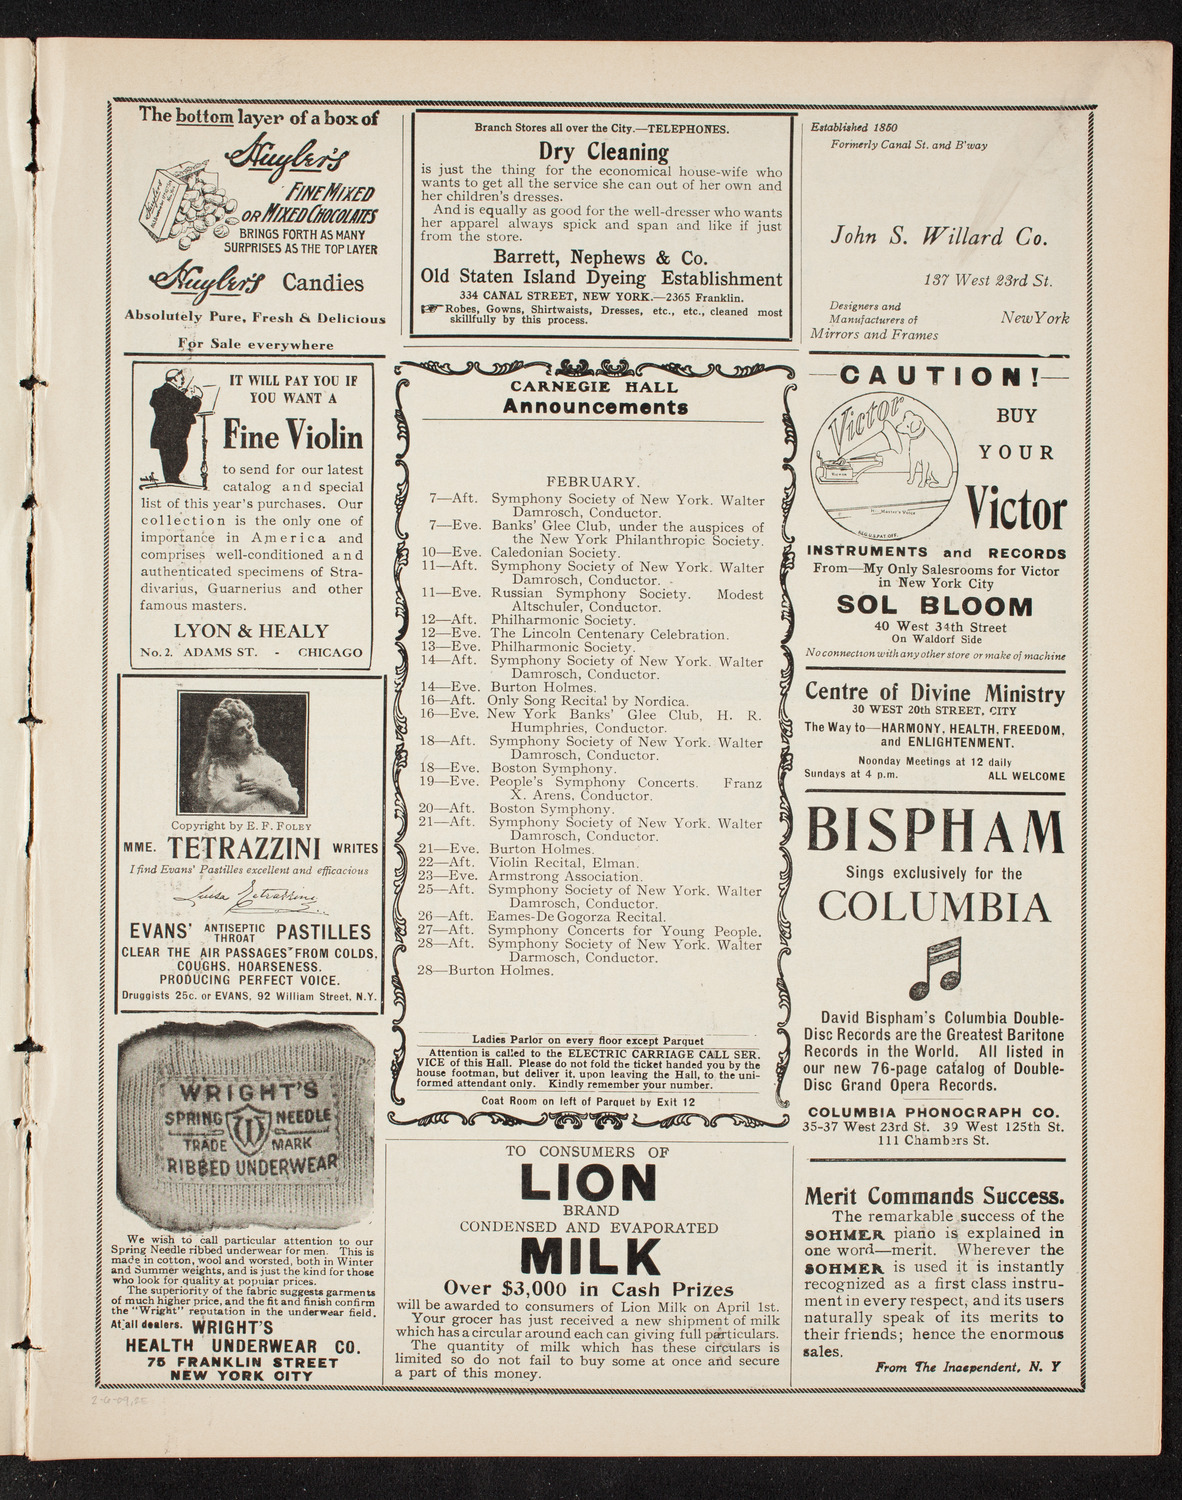 The bottom layer of a box of
Huyler's
FINE MIXED
OR MIXED CHOCOLATES
BRINGS FORTH AS MANY
SURPRISES AS THE TOP LAYER
Huyler's Candies
Absolutely Pure, Fresh & Delicious
For Sale everywhere
IT WILL PAY YOU IF
YOU WANT A
Fine Violin
to send for our latest
catalog and special
list of this year's purchases. Our
collection is the only one of
importance in America and
comprises well-conditioned and
authenticated specimens of Stra-
divarius, Guarnerius and other
famous masters.
LYON & HEALY
No. 2. ADAMS ST. - CHICAGO
Copyright by E. F. FOLEY
MME. TETRAZZINI WRITES
I find Evans' Pastilles excellent and efficacious
Luisa Tetrazzini
EVANS' ANTISEPTIC THROAT PASTILLES
CLEAR THE AIR PASSAGES FROM COLDS,
COUGHS, HOARSENESS.
PRODUCING PERFECT VOICE.
Druggists 25c. or EVANS, 92 William Street, N.Y.
WRIGHT'S
SPRING NEEDLE
TRADE MARK
RIBBED UNDERWEAR
We wish to call particular attention to our
Spring Needle ribbed underwear for men. This is
made in cotton, wool and worsted, both in Winter
and Summer weights, and is just the kind for those
who look for quality at popular prices.
The superiority of the fabric suggests garments
of much higher price, and the fit and finish confirm
the "Wright" reputation in the underwear field.
At all dealers. WRIGHT'S
HEALTH UNDERWEAR CO.
75 FRANKLIN STREET
NEW YORK CITY
Branch Stores all over the City.—TELEPHONES.
Dry Cleaning
is just the thing for the economical house-wife who
wants to get all the service she can out of her own and
her children's dresses.
And is equally as good for the well-dresser who wants
her apparel always spick and span and like if just
from the store.
Barrett, Nephews & Co.
Old Staten Island Dyeing Establishment
334 CANAL STREET, NEW YORK.—2365 Franklin.
Robes, Gowns, Shirtwaists, Dresses, etc., etc., cleaned most
skillfully by this process.
CARNEGIE HALL
Announcements
FEBRUARY.
7—Aft. Symphony Society of New York. Walter
Damrosch, Conductor.
7—Eve. Banks' Glee Club, under the auspices of
the New York Philanthropic Society.
10—Eve. Caledonian Society.
11—Aft. Symphony Society of New York. Walter
Damrosch, Conductor.
11—Eve. Russian Symphony Society. Modest
Altschuler, Conductor.
12—Aft. Philharmonic Society.
12—Eve. The Lincoln Centenary Celebration.
13—Eve. Philharmonic Society.
14—Aft. Symphony Society of New York. Walter
Damrosch, Conductor.
14—Eve. Burton Holmes.
16—Aft. Only Song Recital by Nordica.
16—Eve. New York Banks' Glee Club, H. R.
Humphries, Conductor.
18—Aft. Symphony Society of New York. Walter
Damrosch, Conductor.
18—Eve. Boston Symphony.
19—Eve. People's Symphony Concerts. Franz
X. Arens, Conductor.
20—Aft. Boston Symphony.
21—Aft. Symphony Society of New York. Walter
Damrosch, Conductor.
21—Eve. Burton Holmes.
22—Aft. Violin Recital, Elman.
23—Eve. Armstrong Association.
25—Aft. Symphony Society of New York. Walter
Damrosch, Conductor.
26—Aft. Eames-De Gogorza Recital.
27—Aft. Symphony Concerts for Young People.
28—Aft. Symphony Society of New York. Walter
Darmosch, Conductor.
28—Burton Holmes.
Ladies Parlor on every floor except Parquet
Attention is called to the ELECTRIC CARRIAGE CALL SER.
VICE of this Hall. Please do not fold the ticket handed you by the
house footman, but deliver it, upon leaving the Hall, to the uni-
formed attendant only. Kindly remember your number.
Coat Room on left of Parquet by Exit 12
TO CONSUMERS OF
LION
BRAND
CONDENSED AND EVAPORATED
MILK
Over $3,000 in Cash Prizes
will be awarded to consumers of Lion Milk on April 1st.
Your grocer has just received a new shipment of milk
which has a circular around each can giving full particulars.
The quantity of milk which has these circulars is
limited so do not fail to buy some at once and secure
a part of this money.
Established 1850
Formerly Canal St. and B'way
John S. Willard Co.
137 West 23rd St.
Designers and
Manufacturers of
Mirrors and Frames
New York
CAUTION!
Victor
His Master's Voice
REG. U.S. PAT. OFF.
BUY
YOUR
Victor
INSTRUMENTS and RECORDS
From—My Only Salesrooms for Victor
in New York City
SOL BLOOM
40 West 34th Street
On Waldorf Side
No connection with any other store or make of machine
Centre of Divine Ministry
30 WEST 20th STREET, CITY
The Way to—HARMONY, HEALTH, FREEDOM,
and ENLIGHTENMENT.
Noonday Meetings at 12 daily
Sundays at 4 p.m. ALL WELCOME
BISPHAM
Sings exclusively for the
COLUMBIA
David Bispham's Columbia Double-
Disc Records are the Greatest Baritone
Records in the World. All listed in
our new 76-page catalog of Double-
Disc Grand Opera Records.
COLUMBIA PHONOGRAPH CO.
35-37 West 23rd St. 39 West 125th St.
111 Chambers St.
Merit Commands Success.
The remarkable success of the
SOHMER piano is explained in
one word—merit. Wherever the
SOHMER is used it is instantly
recognized as a first class instru-
ment in every respect, and its users
naturally speak of its merits to
their friends; hence the enormous
sales.
From The Independent, N. Y